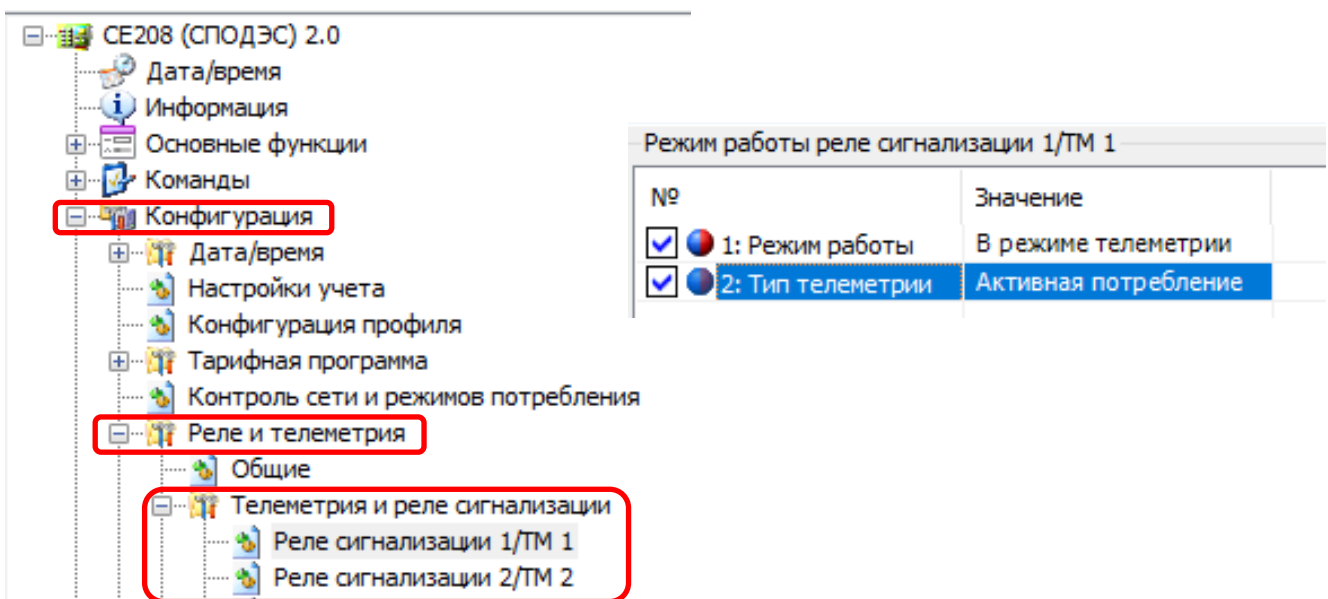 CE208 (СПОДЭС) 2.0
Дата/время
Информация
Основные функции
Команды
Конфигурация
Дата/время
Настройки учета
Конфигурация профиля
Тарифная программа
Контроль сети и режимов потребления
Реле и телеметрия
Общие
Телеметрия и реле сигнализации
Реле сигнализации 1/ТМ 1
Реле сигнализации 2/ТМ 2
Режим работы реле сигнализации 1/ТМ 1
№ Значение
1: Режим работы В режиме телеметрии
2: Тип телеметрии Активная потребление